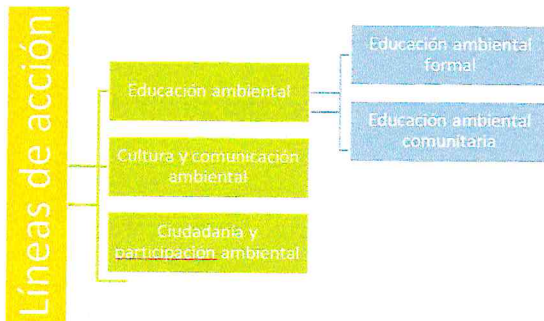 Líneas de acción
Educación ambiental
Cultura y comunicación
ambiental
Ciudadanía y
participación ambiental
Educación ambiental
formal
Educación ambiental
comunitaria